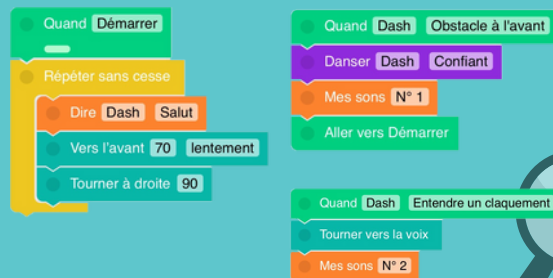 Quand Démarrer
Répéter sans cesse
Dire Dash Salut
Vers l'avant 70 lentement
Tourner à droite 90
Quand Dash Obstacle à l'avant
Danser Dash Confiant
Mes sons N° 1
Aller vers Démarrer
Quand Dash Entendre un claquement
Tourner vers la voix
Mes sons N° 2